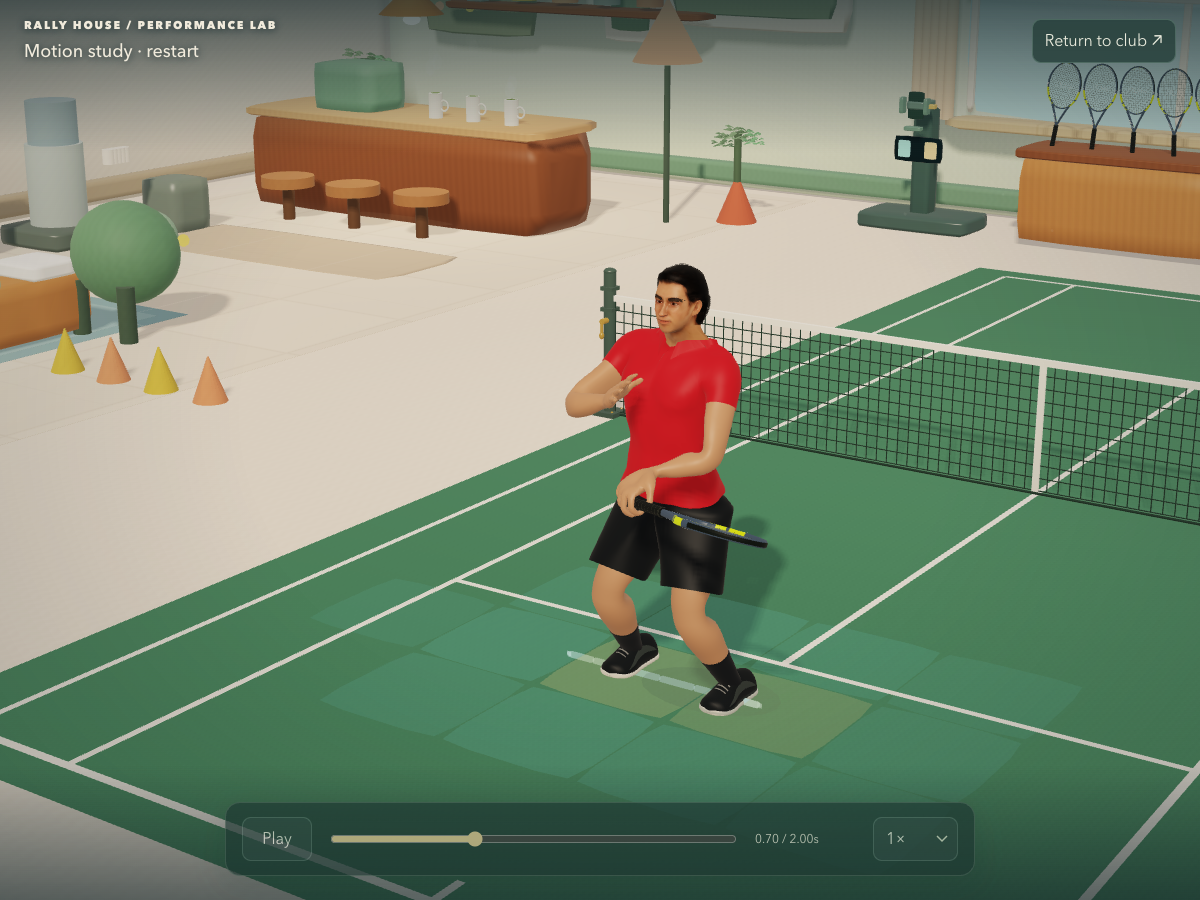 RALLY HOUSE / PERFORMANCE LAB
Motion study · restart
Return to club ↗
Play
0.70 / 2.00s
1×